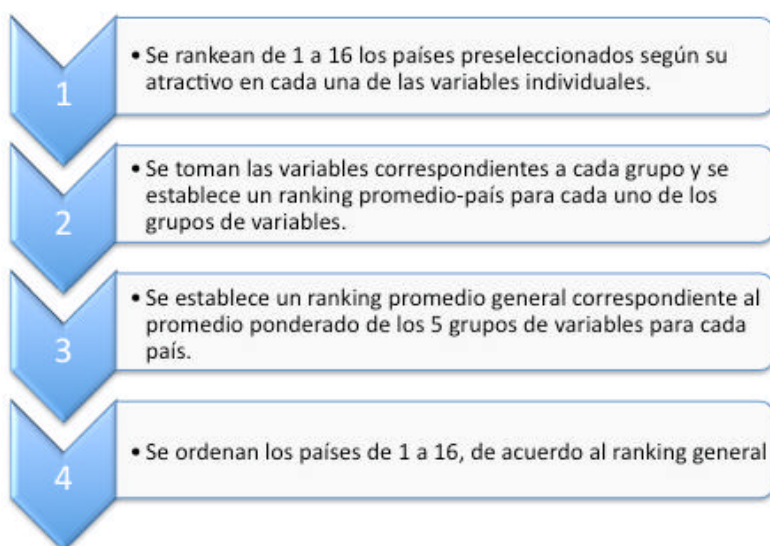 1
• Se rankean de 1 a 16 los países preseleccionados según su
atractivo en cada una de las variables individuales.
2
• Se toman las variables correspondientes a cada grupo y se
establece un ranking promedio-país para cada uno de los
grupos de variables.
3
• Se establece un ranking promedio general correspondiente al
promedio ponderado de los 5 grupos de variables para cada
país.
4
• Se ordenan los países de 1 a 16, de acuerdo al ranking general